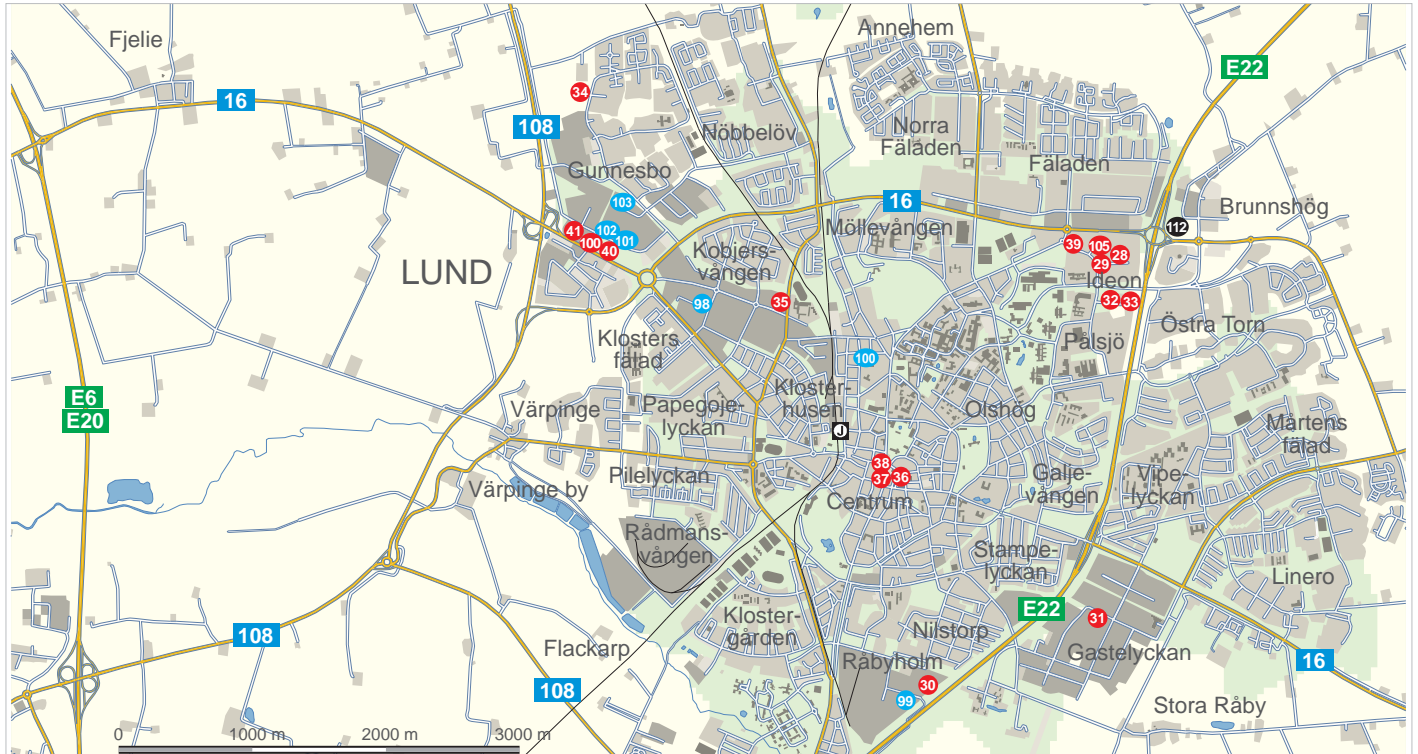 Fjelie
Annehem
E22
16
34
108
Nöbbelöv
Norra
Fäladen
Fäladen
Gunnesbo
103
16
Brunnshög
112
41
102
100
101
40
Möllevången
39
105
28
29
Kobjers-
vången
LUND
Ideon
98
35
32
33
Östra Torn
Klosters
fälad
Pålsjö
100
E6
E20
Värpinge
Papegoje-
lyckan
Kloster-
husen
Olshög
Mårtens
fälad
J
38
37
36
Pilelyckan
Värpinge by
Centrum
Galje-
vången
Vipe-
lyckan
Rådmans-
vången
Stampe-
lyckan
Linero
E22
31
108
Kloster-
gården
Nilstorp
Flackarp
Gastelyckan
16
Råbyholm
30
108
99
Stora Råby
0
1000 m
2000 m
3000 m